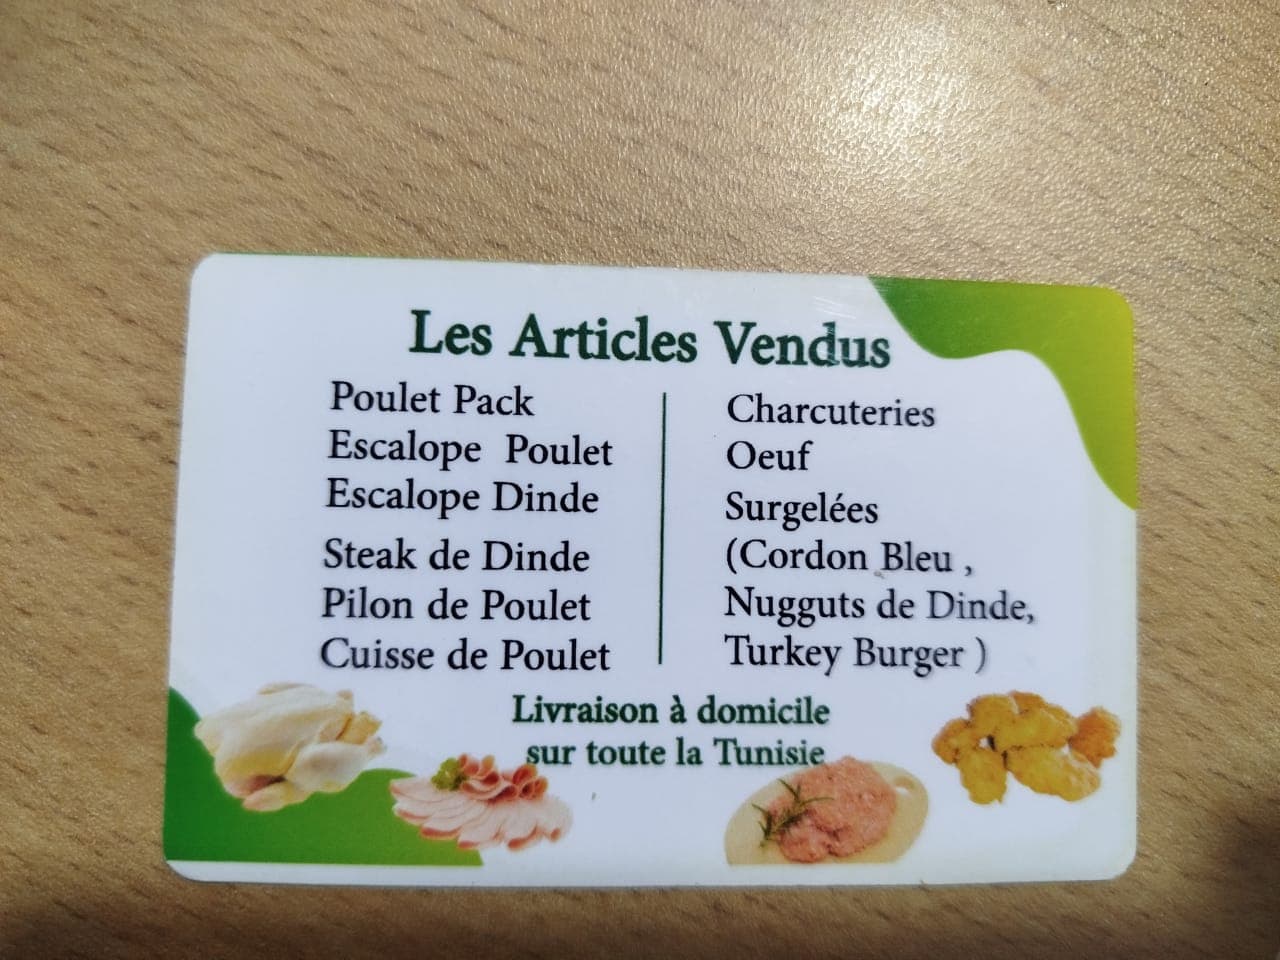 Les Articles Vendus
Poulet Pack
Escalope Poulet
Escalope Dinde
Steak de Dinde
Pilon de Poulet
Cuisse de Poulet
Charcuteries
Oeuf
Surgelées
(Cordon Bleu ,
Nugguts de Dinde,
Turkey Burger )
Livraison à domicile
sur toute la Tunisie